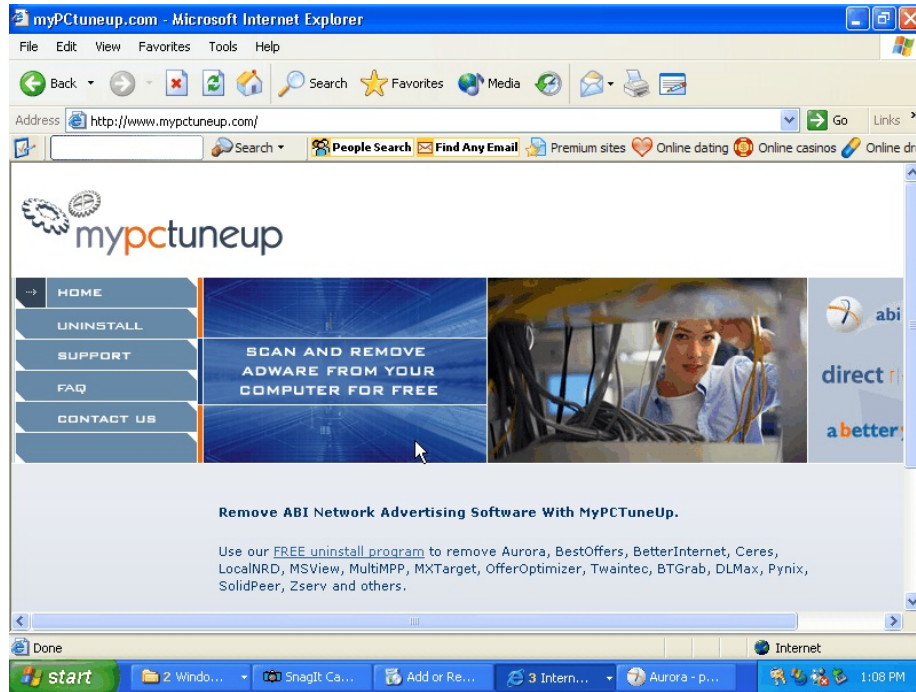 myPCtuneup.com - Microsoft Internet Explorer
File Edit View Favorites Tools Help
Back Search Favorites Media
Address http://www.mypctuneup.com/ Go Links
Search People Search Find Any Email Premium sites Online dating Online casinos Online
mypctuneup
HOME
UNINSTALL
SUPPORT
FAQ
CONTACT US
SCAN AND REMOVE
ADWARE FROM YOUR
COMPUTER FOR FREE
abi
direct
abetter
Remove ABI Network Advertising Software With MyPCTuneUp.
Use our FREE uninstall program to remove Aurora, BestOffers, BetterInternet, Ceres,
LocalNRD, MSView, MultiMPP, MXTarget, OfferOptimizer, Twaintec, BTGrab, DLMax, Pynix,
SolidPeer, Zserv and others.
Done Internet
start 2 Windo... SnagIt Ca... Add or Re... 3 Intern... Aurora - p... 1:08 PM